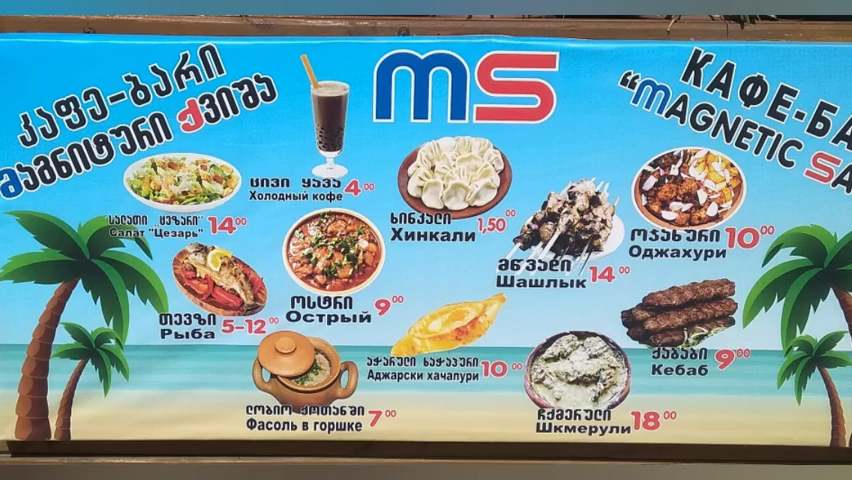 კაფე-ბარი
მაგნიტური ქვიშა
MS
КАФЕ-БА
"MAGNETIC SA
ცივი ყავა 4 00
Холодный кофе
სალათი "ცეზარი" 14 00
Салат "Цезарь"
ხინკალი 1,50 00
Хинкали
მწვადი 14 00
Шашлык
ოჯახური 10 00
Оджахури
თევზი 5-12 00
Рыба
ოსტრი 9 00
Острый
აჭარული ხაჭაპური 10 00
Аджарски хачапури
ქაბაბი 9 00
Кебаб
ლობიო ქოთანში 7 00
Фасоль в горшке
ჩქმერული 18 00
Шкмерули